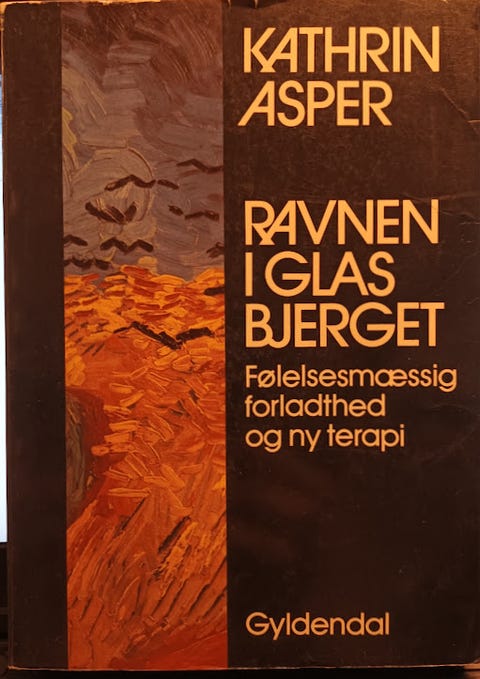 KATHRIN
ASPER
RAVNEN
I GLAS
BJERGET
Følelsesmæssig
forladthed
og ny terapi
Gyldendal